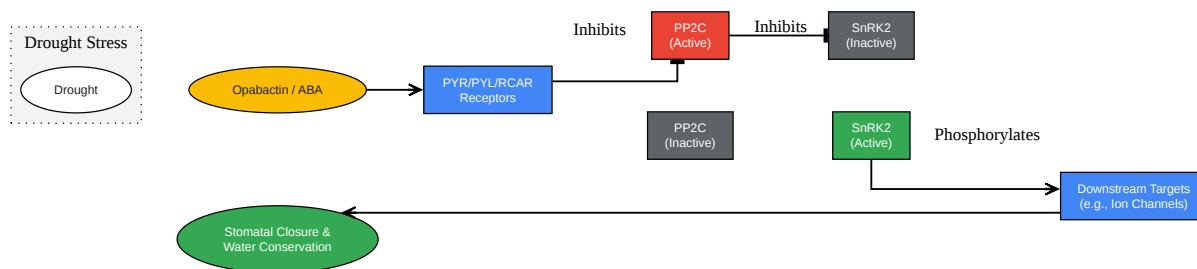 Drought Stress
Drought
Opabactin / ABA
PYR/PYL/RCAR
Receptors
Inhibits
PP2C
(Active)
Inhibits
SnRK2
(Inactive)
PP2C
(Inactive)
SnRK2
(Active)
Phosphorylates
Downstream Targets
(e.g., Ion Channels)
Stomatal Closure &
Water Conservation